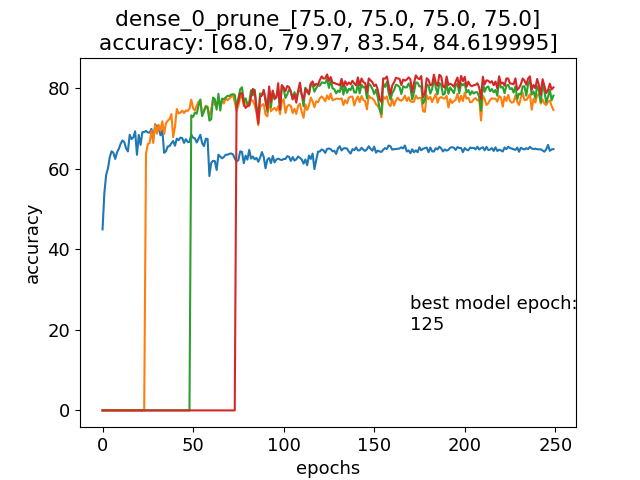 dense_0_prune_[75.0, 75.0, 75.0, 75.0]
accuracy: [68.0, 79.97, 83.54, 84.619995]
80
60
40
20
0
accuracy
best model epoch:
125
0 50 100 150 200 250
epochs